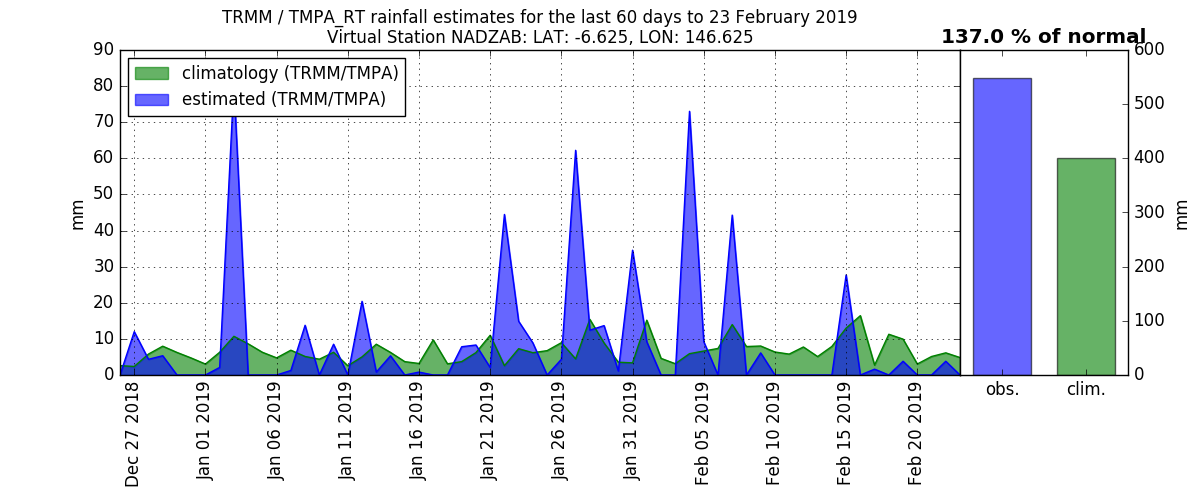 TRMM / TMPA_RT rainfall estimates for the last 60 days to 23 February 2019
Virtual Station NADZAB: LAT: -6.625, LON: 146.625
137.0 % of normal
climatology (TRMM/TMPA)
estimated (TRMM/TMPA)
90
80
70
60
50
40
30
20
10
0
mm
Dec 27 2018
Jan 01 2019
Jan 06 2019
Jan 11 2019
Jan 16 2019
Jan 21 2019
Jan 26 2019
Jan 31 2019
Feb 05 2019
Feb 10 2019
Feb 15 2019
Feb 20 2019
600
500
400
300
200
100
0
mm
obs.
clim.